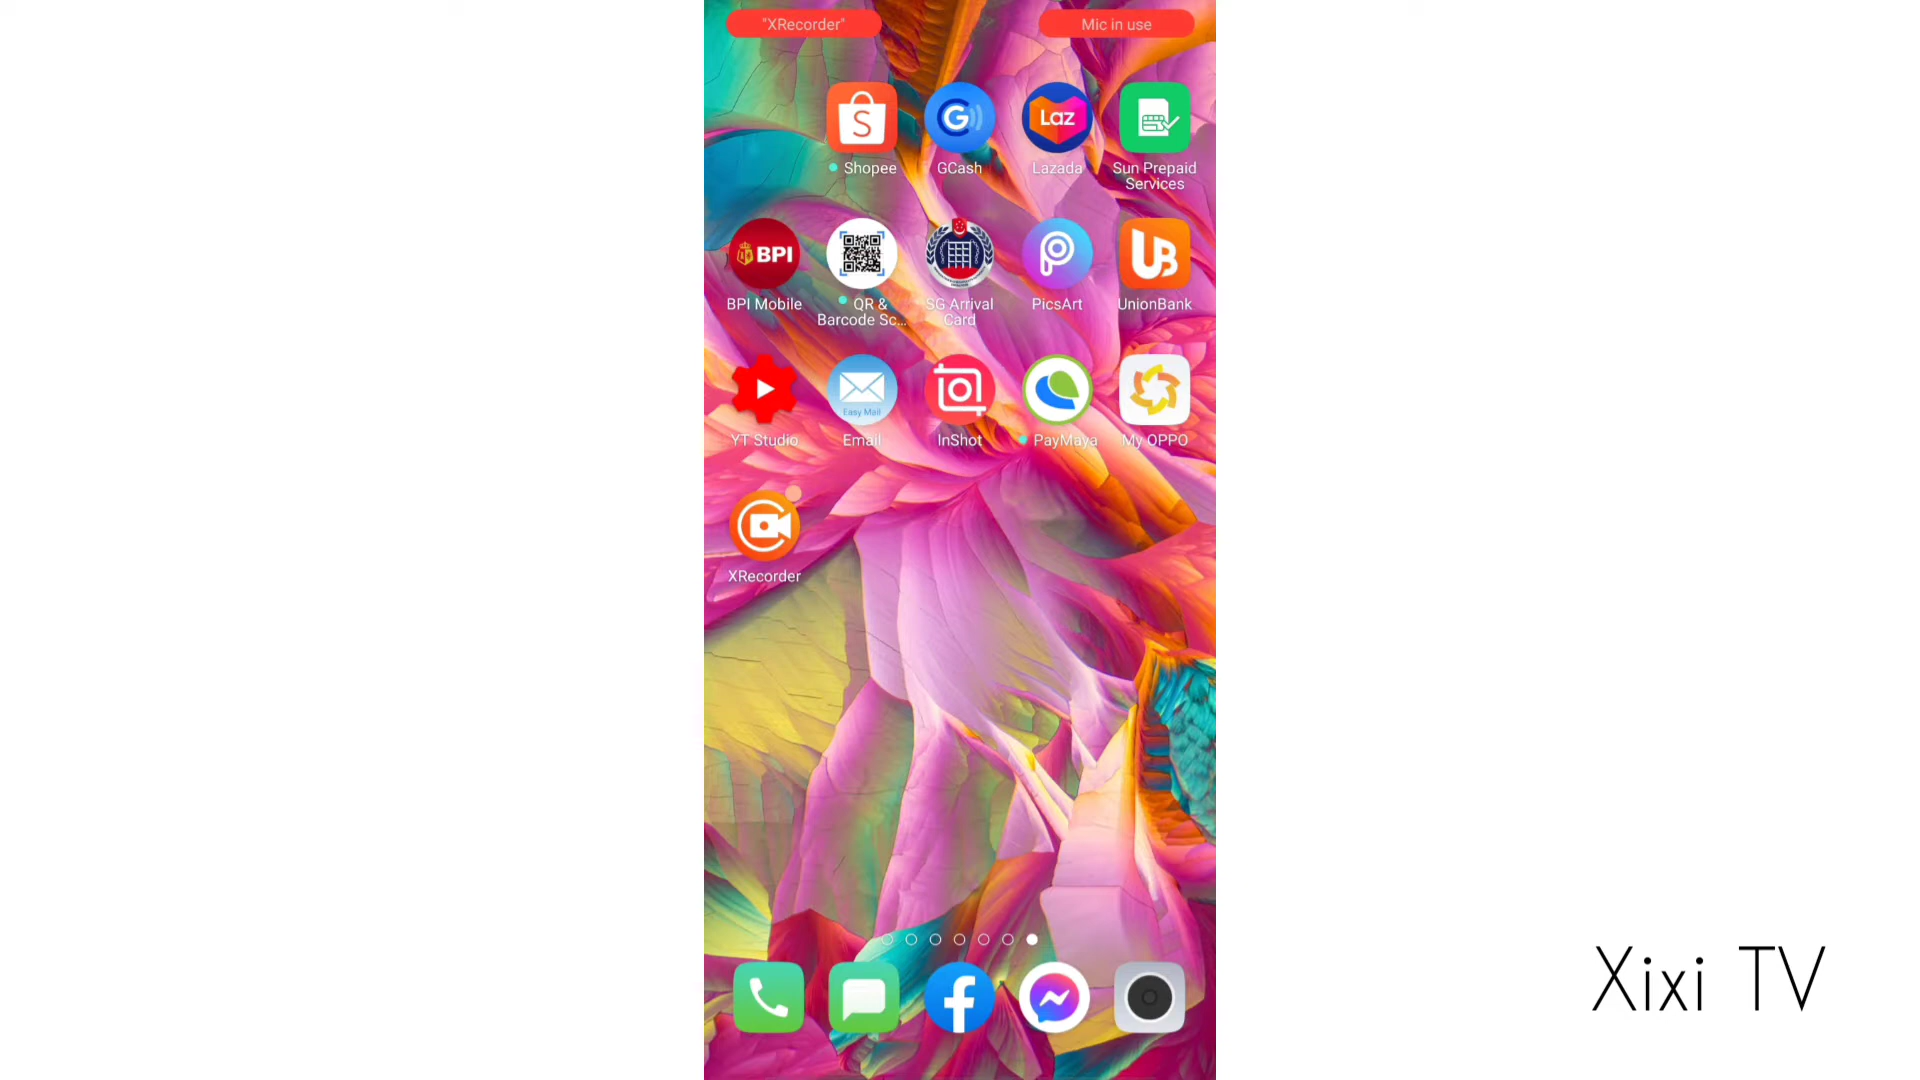 "XRecorder"
Mic in use
S
G
Laz
Shopee
GCash
Lazada
Sun Prepaid
Services
BPI
UB
BPI Mobile
QR &
Barcode Sc...
SG Arrival
Card
PicsArt
UnionBank
Easy Mail
YT Studio
Email
InShot
PayMaya
My OPPO
XRecorder
Xixi TV